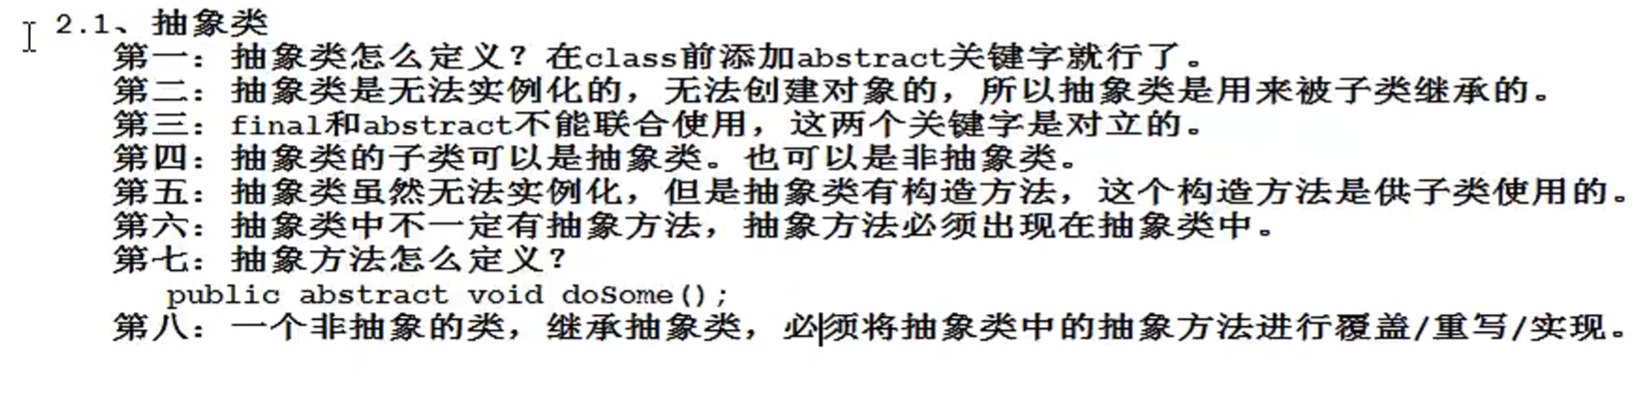 2.1、抽象类
第一：抽象类怎么定义？在class前添加abstract关键字就行了。
第二：抽象类是无法实例化的，无法创建对象的，所以抽象类是用来被子类继承的。
第三：final和abstract不能联合使用，这两个关键字是对立的。
第四：抽象类的子类可以是抽象类。也可以是非抽象类。
第五：抽象类虽然无法实例化，但是抽象类有构造方法，这个构造方法是供子类使用的。
第六：抽象类中不一定有抽象方法，抽象方法必须出现在抽象类中。
第七：抽象方法怎么定义？
public abstract void doSome();
第八：一个非抽象的类，继承抽象类，必须将抽象类中的抽象方法进行覆盖/重写/实现。